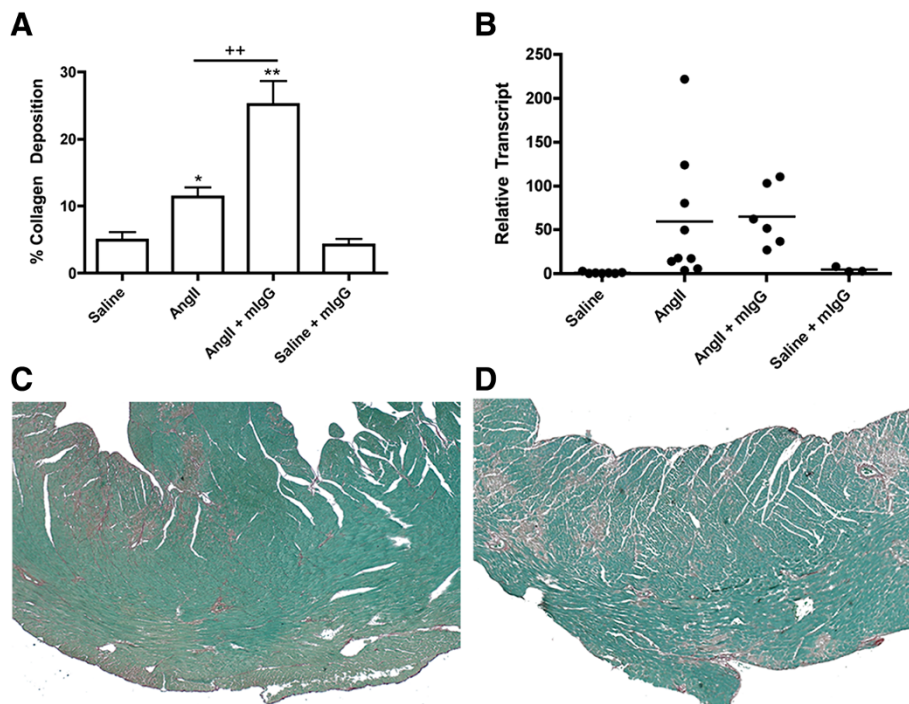 A
++
**
*
% Collagen Deposition
30
20
10
0
Saline
AngII
AngII + mIgG
Saline + mIgG
B
Relative Transcript
250
200
150
100
50
0
Saline
AngII
AngII + mIgG
Saline + mIgG
C
D